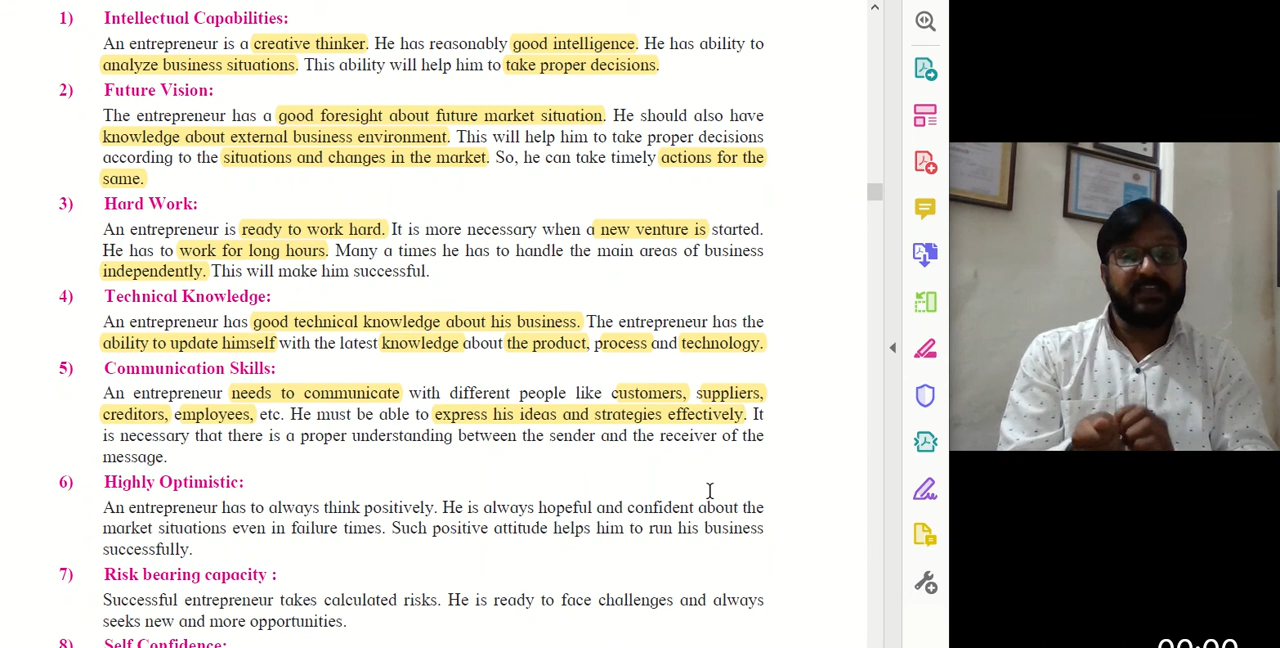 1) Intellectual Capabilities:
An entrepreneur is a creative thinker. He has reasonably good intelligence. He has ability to
analyze business situations. This ability will help him to take proper decisions.
2) Future Vision:
The entrepreneur has a good foresight about future market situation. He should also have
knowledge about external business environment. This will help him to take proper decisions
according to the situations and changes in the market. So, he can take timely actions for the
same.
3) Hard Work:
An entrepreneur is ready to work hard. It is more necessary when a new venture is started.
He has to work for long hours. Many a times he has to handle the main areas of business
independently. This will make him successful.
4) Technical Knowledge:
An entrepreneur has good technical knowledge about his business. The entrepreneur has the
ability to update himself with the latest knowledge about the product, process and technology.
5) Communication Skills:
An entrepreneur needs to communicate with different people like customers, suppliers,
creditors, employees, etc. He must be able to express his ideas and strategies effectively. It
is necessary that there is a proper understanding between the sender and the receiver of the
message.
6) Highly Optimistic:
An entrepreneur has to always think positively. He is always hopeful and confident about the
market situations even in failure times. Such positive attitude helps him to run his business
successfully.
7) Risk bearing capacity :
Successful entrepreneur takes calculated risks. He is ready to face challenges and always
seeks new and more opportunities.
8) Self Confidence:
00:00